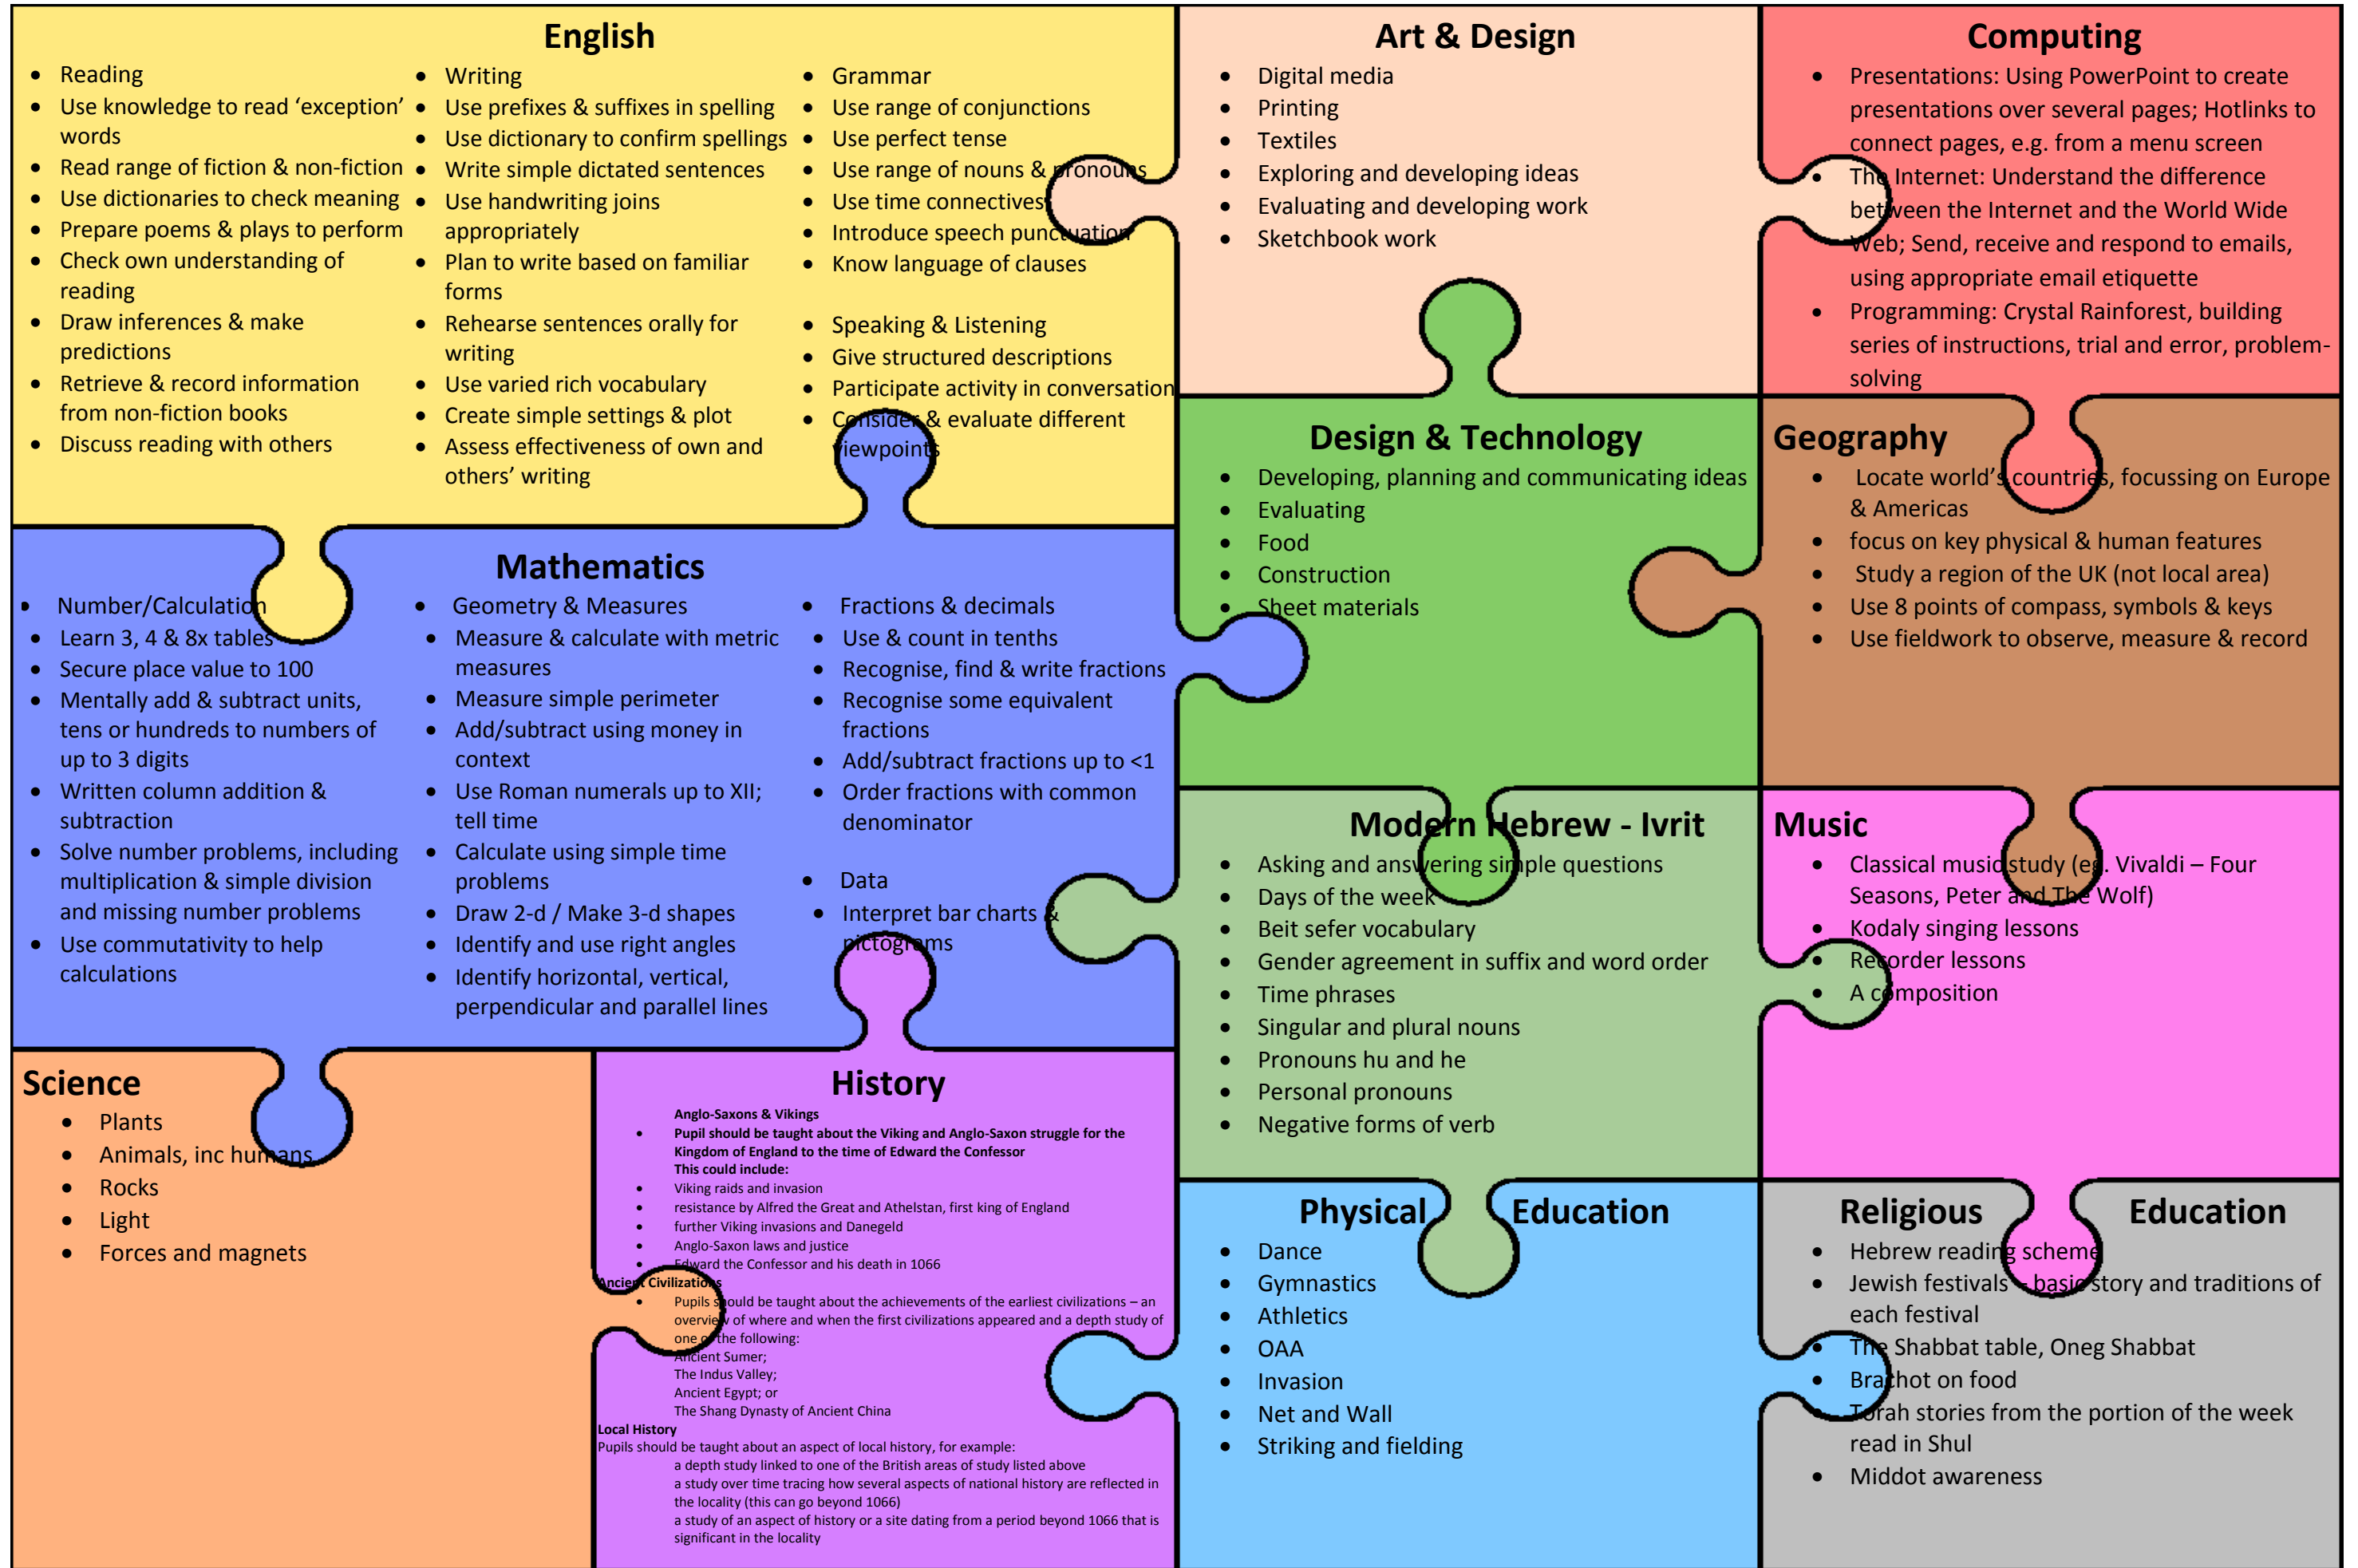 English
Reading
Use knowledge to read ‘exception’
words
Read range of fiction & non-fiction
Use dictionaries to check meaning
Prepare poems & plays to perform
Check own understanding of
reading
Draw inferences & make
predictions
Retrieve & record information
from non-fiction books
Discuss reading with others
Writing
Use prefixes & suffixes in spelling
Use dictionary to confirm spellings
Write simple dictated sentences
Use handwriting joins
appropriately
Plan to write based on familiar
forms
Rehearse sentences orally for
writing
Use varied rich vocabulary
Create simple settings & plot
Assess effectiveness of own and
others’ writing
Grammar
Use range of conjunctions
Use perfect tense
Use range of nouns & pronouns
Use time connectives
Introduce speech punctuation
Know language of clauses
Speaking & Listening
Give structured descriptions
Participate activity in conversation
Consider & evaluate different
viewpoints
Art & Design
Digital media
Printing
Textiles
Exploring and developing ideas
Evaluating and developing work
Sketchbook work
Computing
Presentations: Using PowerPoint to create
presentations over several pages; Hotlinks to
connect pages, e.g. from a menu screen
The Internet: Understand the difference
between the Internet and the World Wide
Web; Send, receive and respond to emails,
using appropriate email etiquette
Programming: Crystal Rainforest, building
series of instructions, trial and error, problem-
solving
Design & Technology
Developing, planning and communicating ideas
Evaluating
Food
Construction
Sheet materials
Geography
Locate world’s countries, focussing on Europe
& Americas
focus on key physical & human features
Study a region of the UK (not local area)
Use 8 points of compass, symbols & keys
Use fieldwork to observe, measure & record
Mathematics
Number/Calculation
Learn 3, 4 & 8x tables
Secure place value to 100
Mentally add & subtract units,
tens or hundreds to numbers of
up to 3 digits
Written column addition &
subtraction
Solve number problems, including
multiplication & simple division
and missing number problems
Use commutativity to help
calculations
Geometry & Measures
Measure & calculate with metric
measures
Measure simple perimeter
Add/subtract using money in
context
Use Roman numerals up to XII;
tell time
Calculate using simple time
problems
Draw 2-d / Make 3-d shapes
Identify and use right angles
Identify horizontal, vertical,
perpendicular and parallel lines
Fractions & decimals
Use & count in tenths
Recognise, find & write fractions
Recognise some equivalent
fractions
Add/subtract fractions up to <1
Order fractions with common
denominator
Data
Interpret bar charts &
pictograms
Modern Hebrew - Ivrit
Asking and answering simple questions
Days of the week
Beit sefer vocabulary
Gender agreement in suffix and word order
Time phrases
Singular and plural nouns
Pronouns hu and he
Personal pronouns
Negative forms of verb
Music
Classical music study (eg. Vivaldi – Four
Seasons, Peter and The Wolf)
Kodaly singing lessons
Recorder lessons
A composition
Science
Plants
Animals, inc humans
Rocks
Light
Forces and magnets
History
Anglo-Saxons & Vikings
Pupil should be taught about the Viking and Anglo-Saxon struggle for the
Kingdom of England to the time of Edward the Confessor
This could include:
Viking raids and invasion
resistance by Alfred the Great and Athelstan, first king of England
further Viking invasions and Danegeld
Anglo-Saxon laws and justice
Edward the Confessor and his death in 1066
Ancient Civilizations
Pupils should be taught about the achievements of the earliest civilizations – an
overview of where and when the first civilizations appeared and a depth study of
one of the following:
Ancient Sumer;
The Indus Valley;
Ancient Egypt; or
The Shang Dynasty of Ancient China
Local History
Pupils should be taught about an aspect of local history, for example:
a depth study linked to one of the British areas of study listed above
a study over time tracing how several aspects of national history are reflected in
the locality (this can go beyond 1066)
a study of an aspect of history or a site dating from a period beyond 1066 that is
significant in the locality
Physical Education
Dance
Gymnastics
Athletics
OAA
Invasion
Net and Wall
Striking and fielding
Religious Education
Hebrew reading scheme
Jewish festivals – basic story and traditions of
each festival
The Shabbat table, Oneg Shabbat
Brachot on food
Torah stories from the portion of the week
read in Shul
Middot awareness